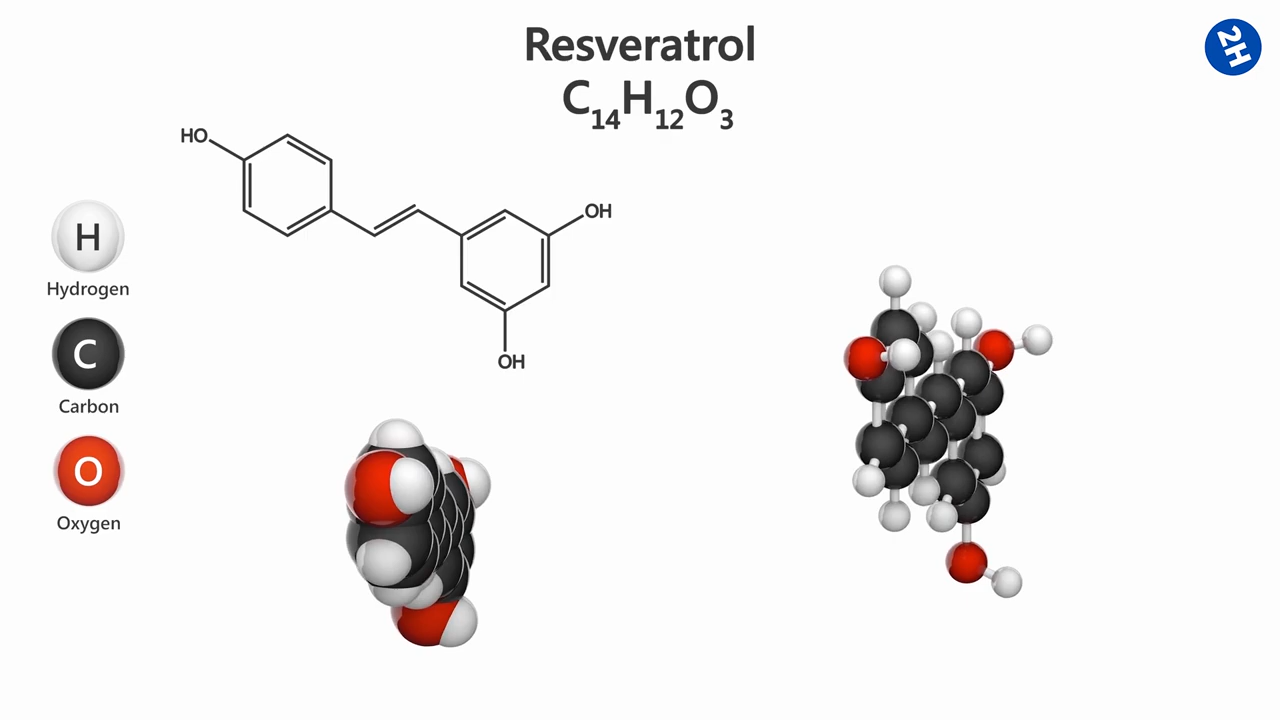 Resveratrol
C₁₄H₁₂O₃
2H
HO
OH
OH
H
Hydrogen
C
Carbon
O
Oxygen